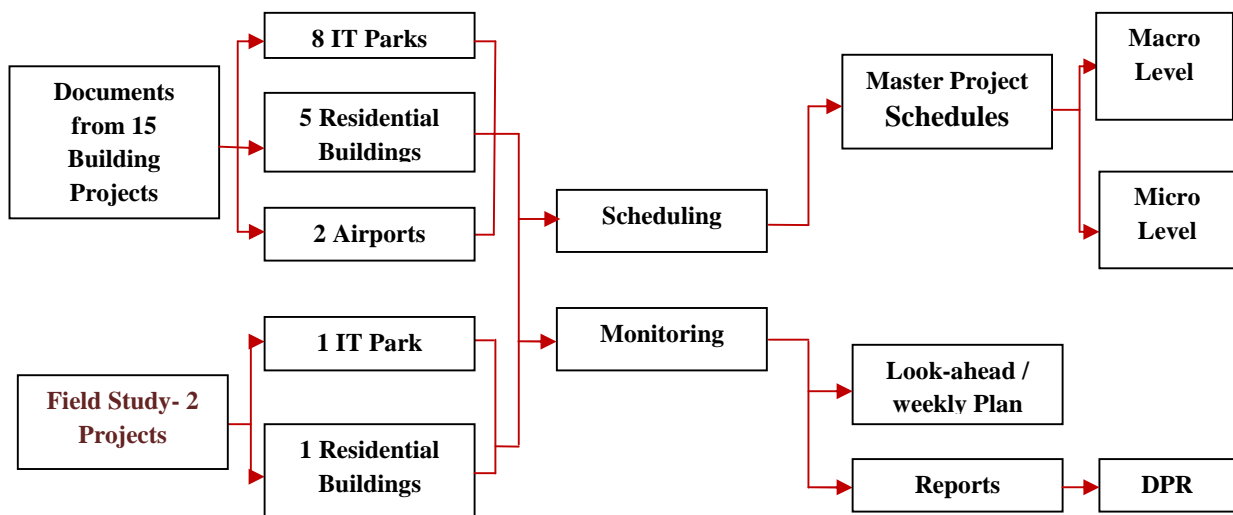 Documents
from 15
Building
Projects
8 IT Parks
5 Residential
Buildings
2 Airports
Field Study- 2
Projects
1 IT Park
1 Residential
Buildings
Scheduling
Monitoring
Master Project
Schedules
Macro
Level
Micro
Level
Look-ahead /
weekly Plan
Reports
DPR